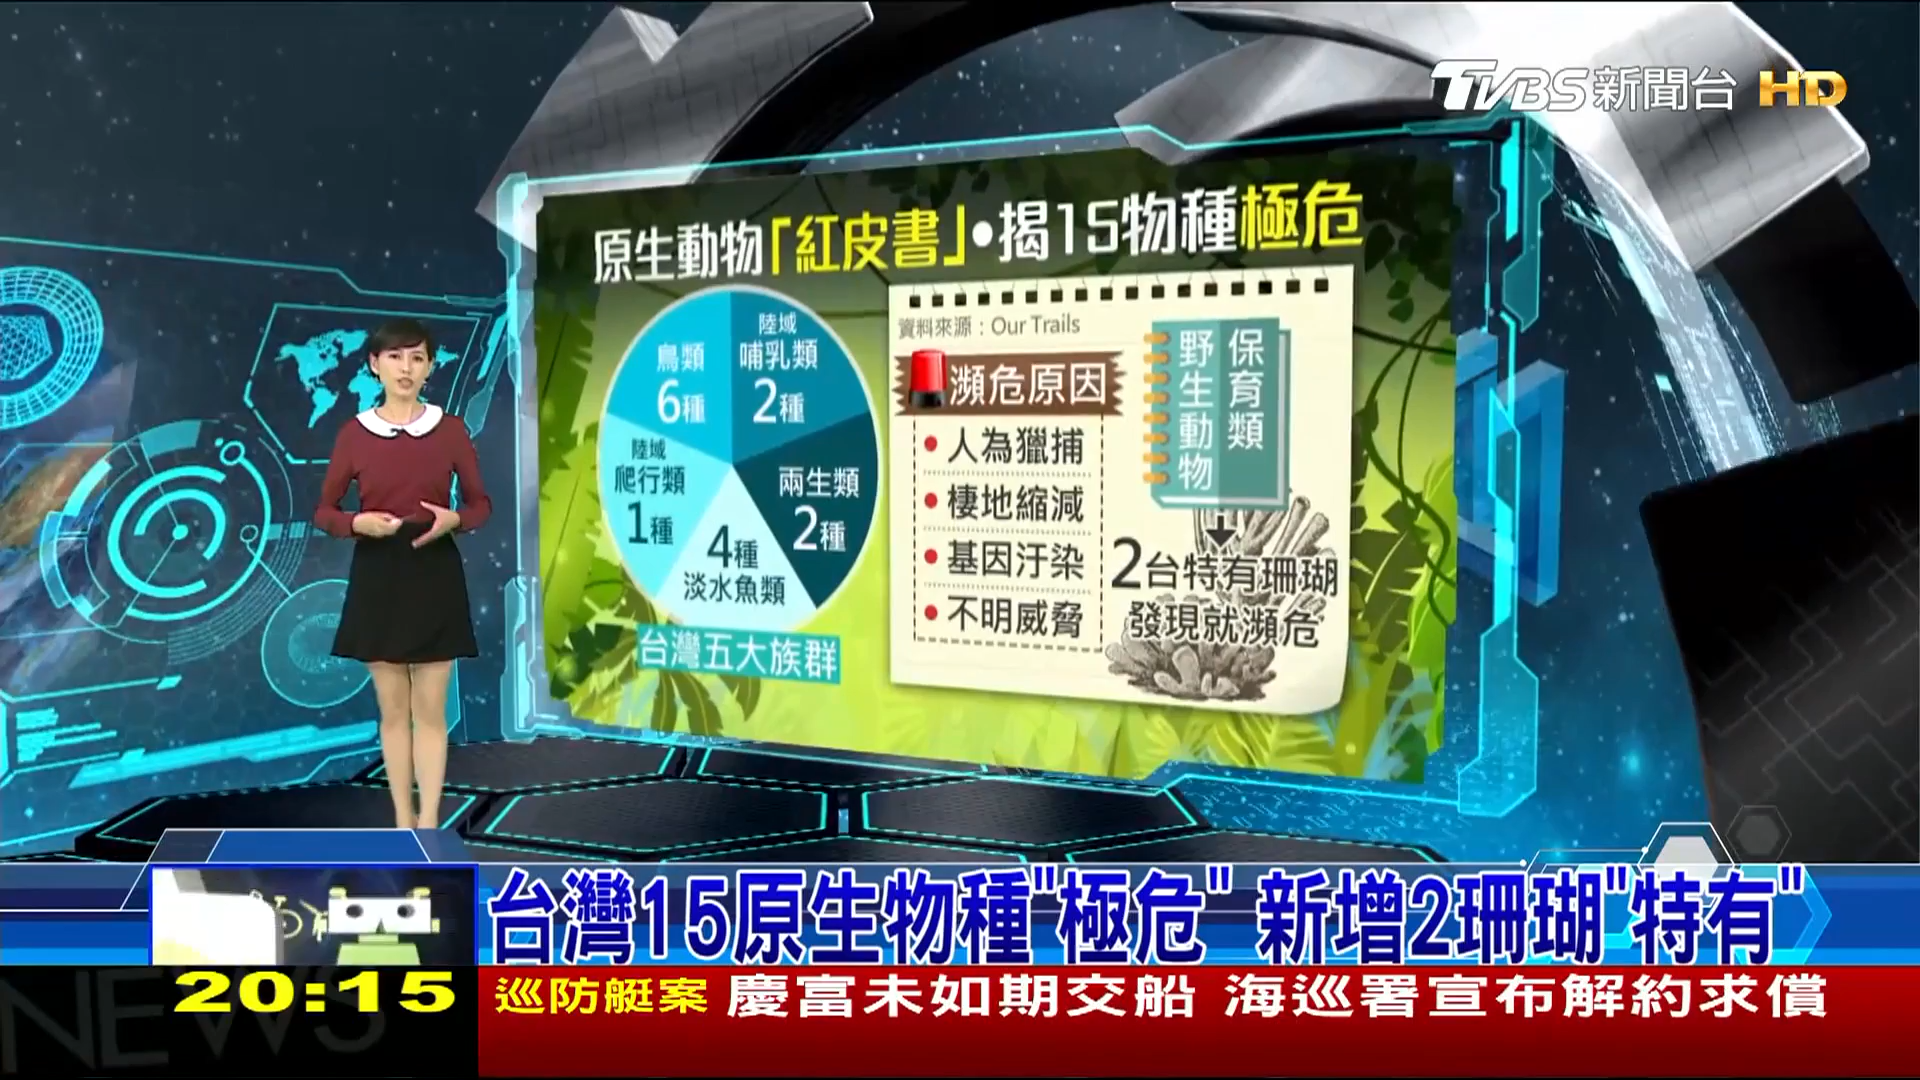 TVBS新聞台 HD
原生動物「紅皮書」•揭15物種極危
鳥類
6種
陸域
哺乳類
2種
陸域
爬行類
1種
兩生類
2種
4種
淡水魚類
台灣五大族群
資料來源：Our Trails
瀕危原因
• 人為獵捕
• 棲地縮減
• 基因汙染
• 不明威脅
保育類
野生動物
2台特有珊瑚
發現就瀕危
台灣15原生物種"極危" 新增2珊瑚"特有"
NEWS
20:15
巡防艇案 慶富未如期交船 海巡署宣布解約求償